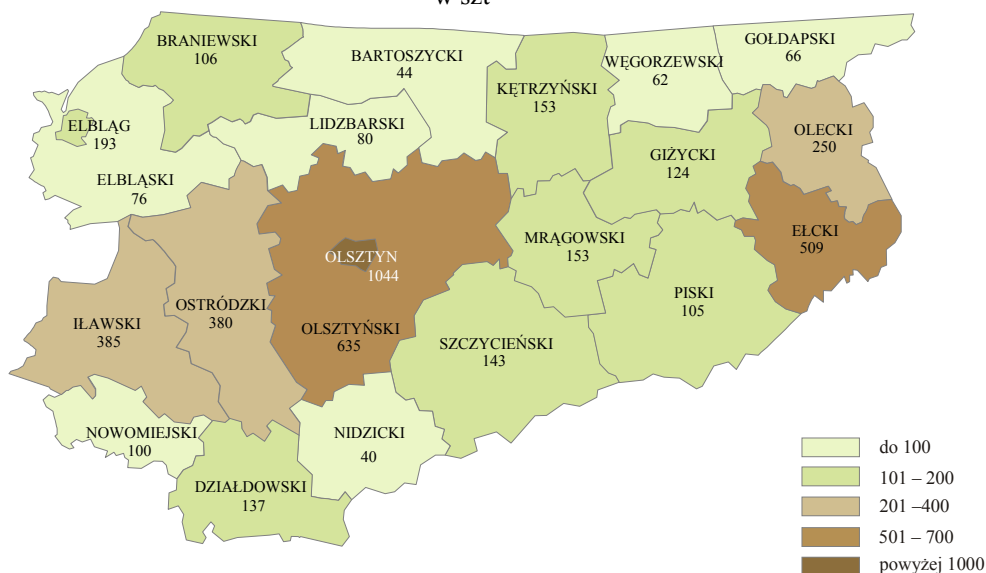 w szt
BRANIEWSKI
106
BARTOSZYCKI
44
GOŁDAPSKI
66
WĘGORZEWSKI
62
KĘTRZYŃSKI
153
ELBLĄG
193
LIDZBARSKI
80
OLECKI
250
GIŻYCKI
124
ELBLĄSKI
76
MRĄGOWSKI
153
EŁCKI
509
OLSZTYN
1044
PISKI
105
OSTRÓDZKI
380
IŁAWSKI
385
OLSZTYŃSKI
635
SZCZYCIEŃSKI
143
NOWOMIEJSKI
100
NIDZICKI
40
DZIAŁDOWSKI
137
do 100
101 – 200
201 –400
501 – 700
powyżej 1000